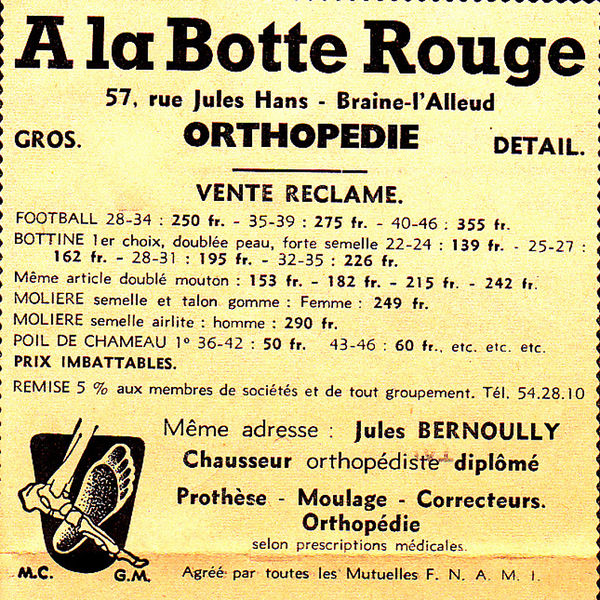 A la Botte Rouge
57, rue Jules Hans - Braine-l'Alleud
GROS. ORTHOPEDIE DETAIL.
VENTE RECLAME.
FOOTBALL 28-34 : 250 fr. - 35-39 : 275 fr. - 40-46 : 355 fr.
BOTTINE 1er choix, doublée peau, forte semelle 22-24 : 139 fr. - 25-27 :
162 fr. - 28-31 : 195 fr. - 32-35 : 226 fr.
Même article doublé mouton : 153 fr. - 182 fr. - 215 fr. - 242 fr.
MOLIERE semelle et talon gomme : Femme : 249 fr.
MOLIERE semelle airlite : homme : 290 fr.
POIL DE CHAMEAU 1° 36-42 : 50 fr. 43-46 : 60 fr., etc. etc. etc.
PRIX IMBATTABLES.
REMISE 5 % aux membres de sociétés et de tout groupement. Tél. 54.28.10
Même adresse : Jules BERNOULLY
Chausseur orthopédiste diplômé
Prothèse - Moulage - Correcteurs.
Orthopédie
selon prescriptions médicales.
M.C. G.M. Agréé par toutes les Mutuelles F. N. A. M. I.